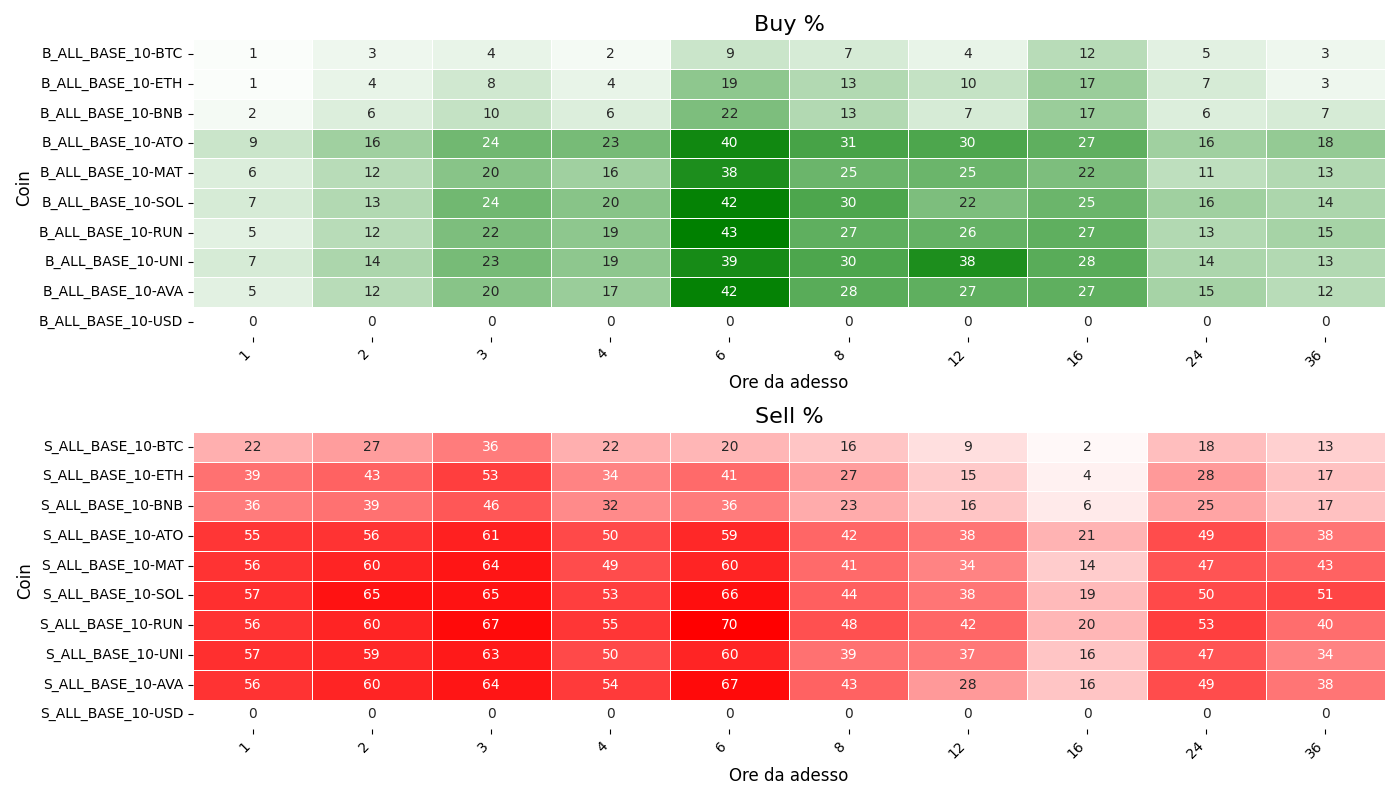 Buy %
Coin
B_ALL_BASE_10-BTC 1 3 4 2 9 7 4 12 5 3
B_ALL_BASE_10-ETH 1 4 8 4 19 13 10 17 7 3
B_ALL_BASE_10-BNB 2 6 10 6 22 13 7 17 6 7
B_ALL_BASE_10-ATO 9 16 24 23 40 31 30 27 16 18
B_ALL_BASE_10-MAT 6 12 20 16 38 25 25 22 11 13
B_ALL_BASE_10-SOL 7 13 24 20 42 30 22 25 16 14
B_ALL_BASE_10-RUN 5 12 22 19 43 27 26 27 13 15
B_ALL_BASE_10-UNI 7 14 23 19 39 30 38 28 14 13
B_ALL_BASE_10-AVA 5 12 20 17 42 28 27 27 15 12
B_ALL_BASE_10-USD 0 0 0 0 0 0 0 0 0 0
1 2 3 4 6 8 12 16 24 36
Ore da adesso
Sell %
Coin
S_ALL_BASE_10-BTC 22 27 36 22 20 16 9 2 18 13
S_ALL_BASE_10-ETH 39 43 53 34 41 27 15 4 28 17
S_ALL_BASE_10-BNB 36 39 46 32 36 23 16 6 25 17
S_ALL_BASE_10-ATO 55 56 61 50 59 42 38 21 49 38
S_ALL_BASE_10-MAT 56 60 64 49 60 41 34 14 47 43
S_ALL_BASE_10-SOL 57 65 65 53 66 44 38 19 50 51
S_ALL_BASE_10-RUN 56 60 67 55 70 48 42 20 53 40
S_ALL_BASE_10-UNI 57 59 63 50 60 39 37 16 47 34
S_ALL_BASE_10-AVA 56 60 64 54 67 43 28 16 49 38
S_ALL_BASE_10-USD 0 0 0 0 0 0 0 0 0 0
1 2 3 4 6 8 12 16 24 36
Ore da adesso